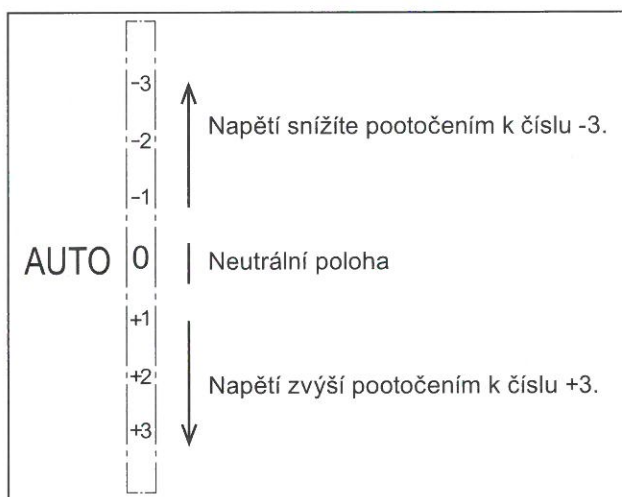 -3
Napětí snížíte pootočením k číslu -3.
-2
-1
AUTO 0 Neutrální poloha
+1
+2
Napětí zvýší pootočením k číslu +3.
+3